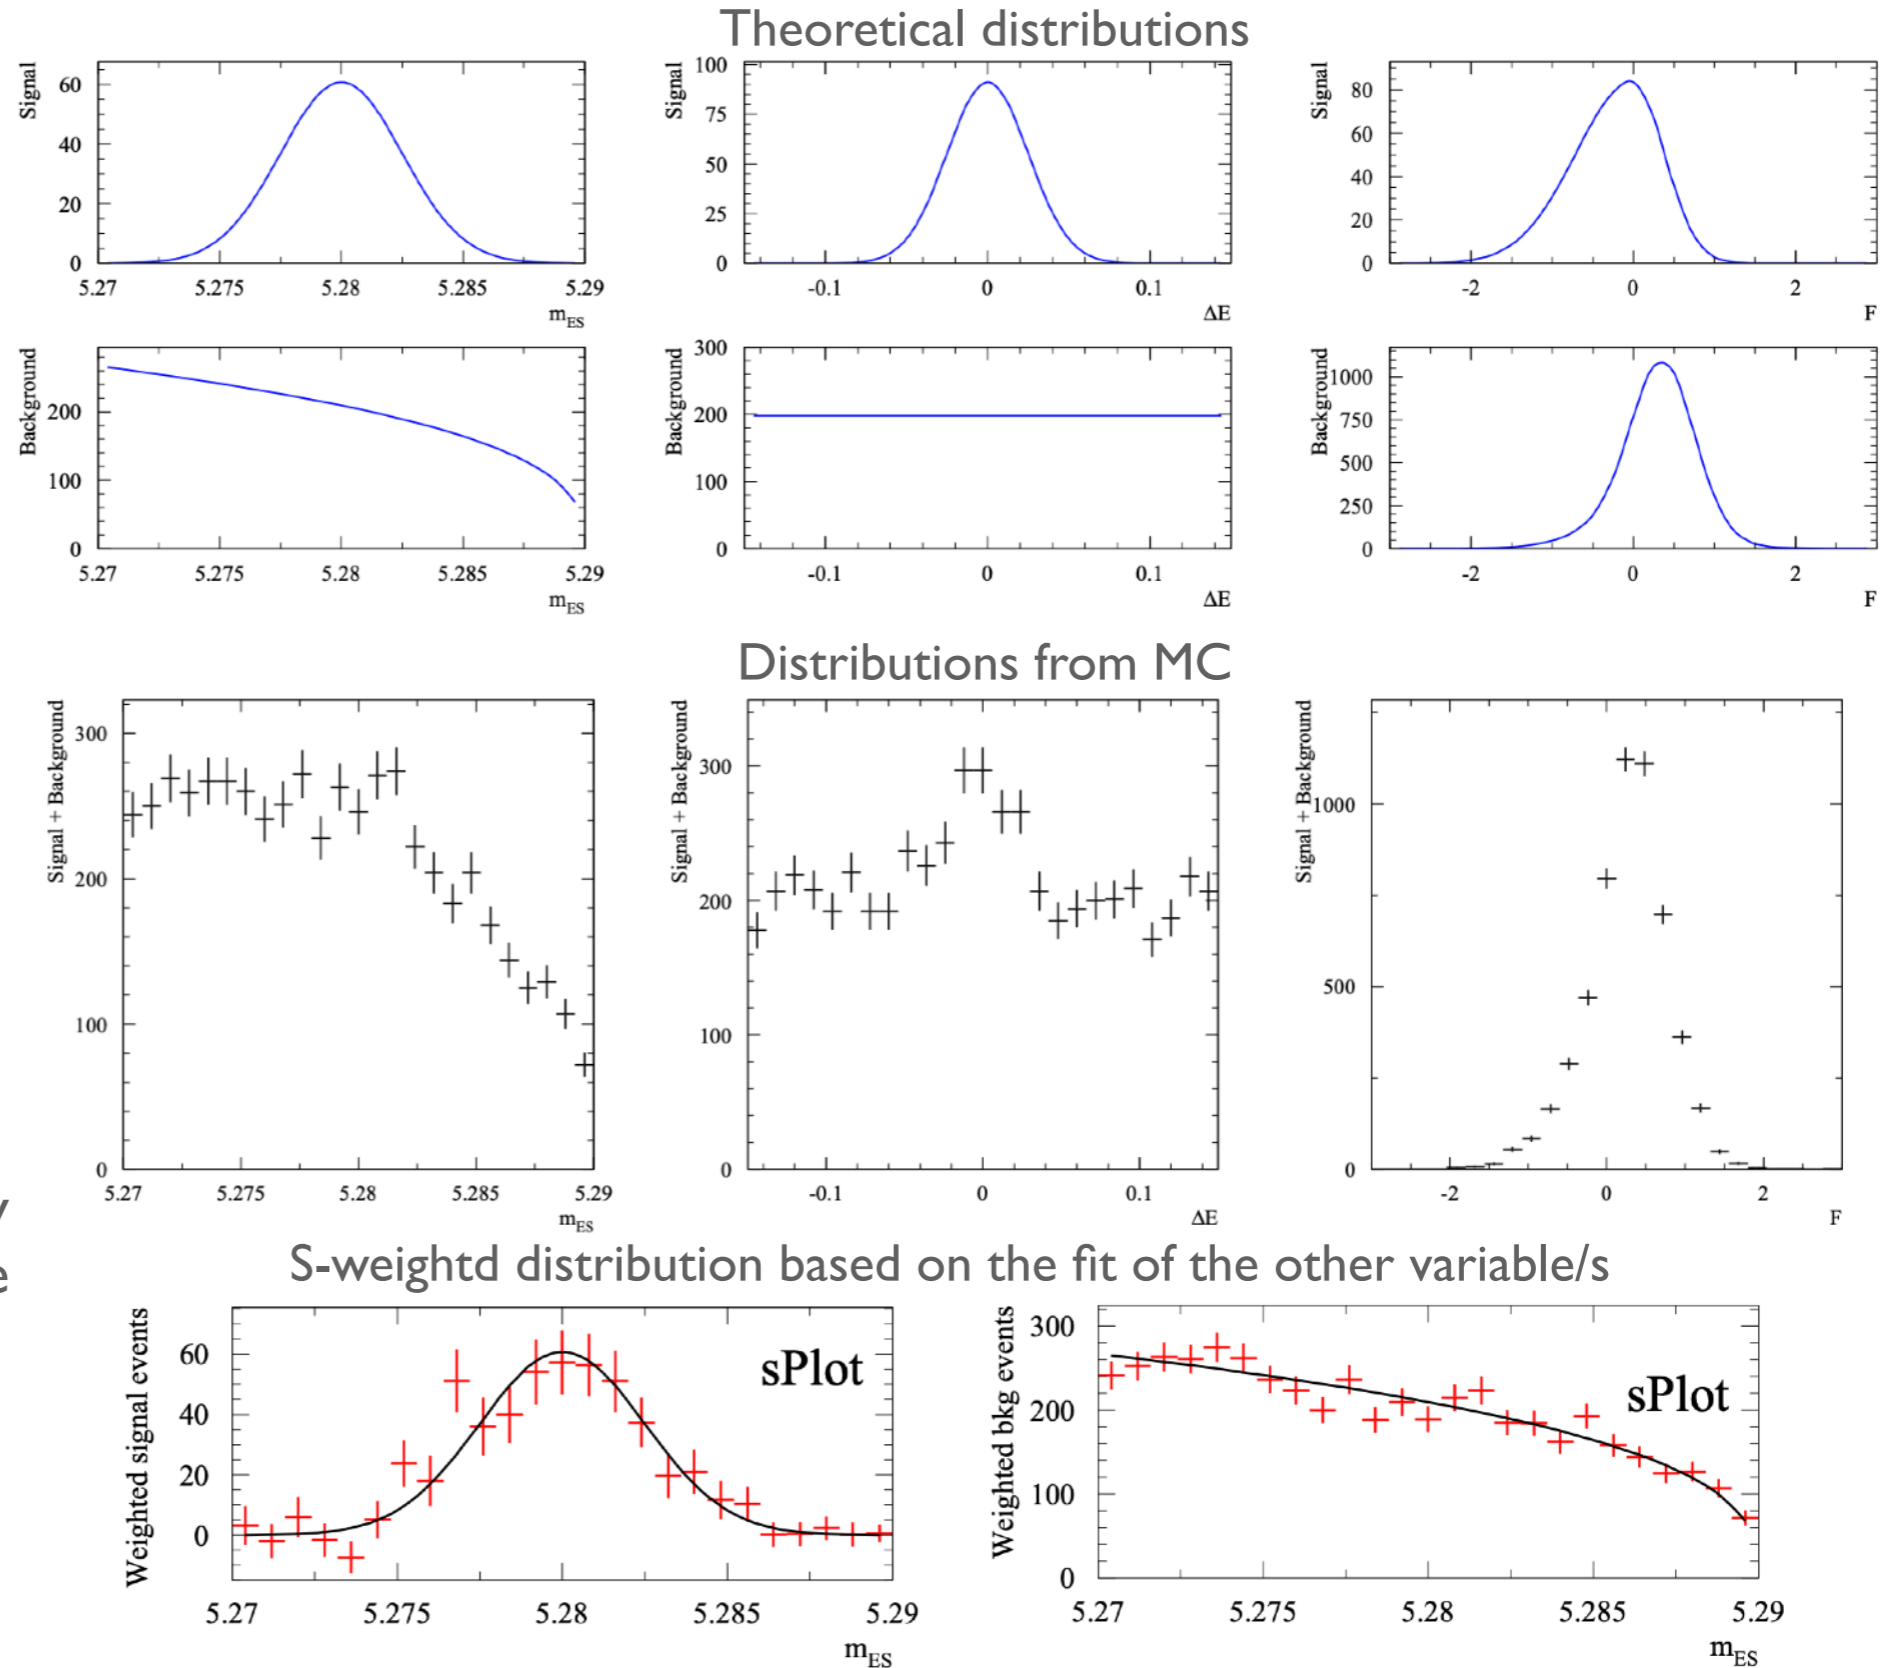 Theoretical distributions
Signal
60
40
20
0
5.27 5.275 5.28 5.285 5.29
m_ES
Signal
100
75
50
25
0
-0.1 0 0.1
ΔE
Signal
80
60
40
20
0
-2 0 2
F
Background
200
100
0
5.27 5.275 5.28 5.285 5.29
m_ES
Background
300
200
100
0
-0.1 0 0.1
ΔE
Background
1000
750
500
250
0
-2 0 2
F
Distributions from MC
Signal + Background
300
200
100
0
5.27 5.275 5.28 5.285 5.29
m_ES
Signal + Background
300
200
100
0
-0.1 0 0.1
ΔE
Signal + Background
1000
500
0
-2 0 2
F
S-weightd distribution based on the fit of the other variable/s
Weighted signal events
60
40
20
0
sPlot
5.27 5.275 5.28 5.285 5.29
m_ES
Weighted bkg events
300
200
100
0
sPlot
5.27 5.275 5.28 5.285 5.29
m_ES